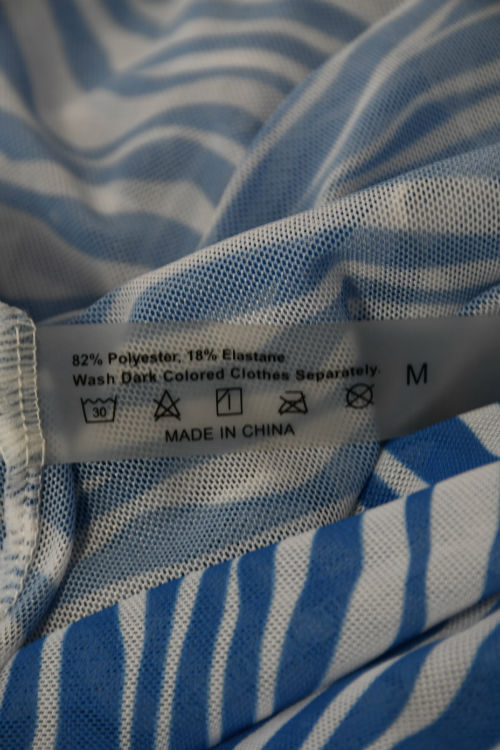 82% Polyester, 18% Elastane
Wash Dark Colored Clothes Separately.
M
30
MADE IN CHINA